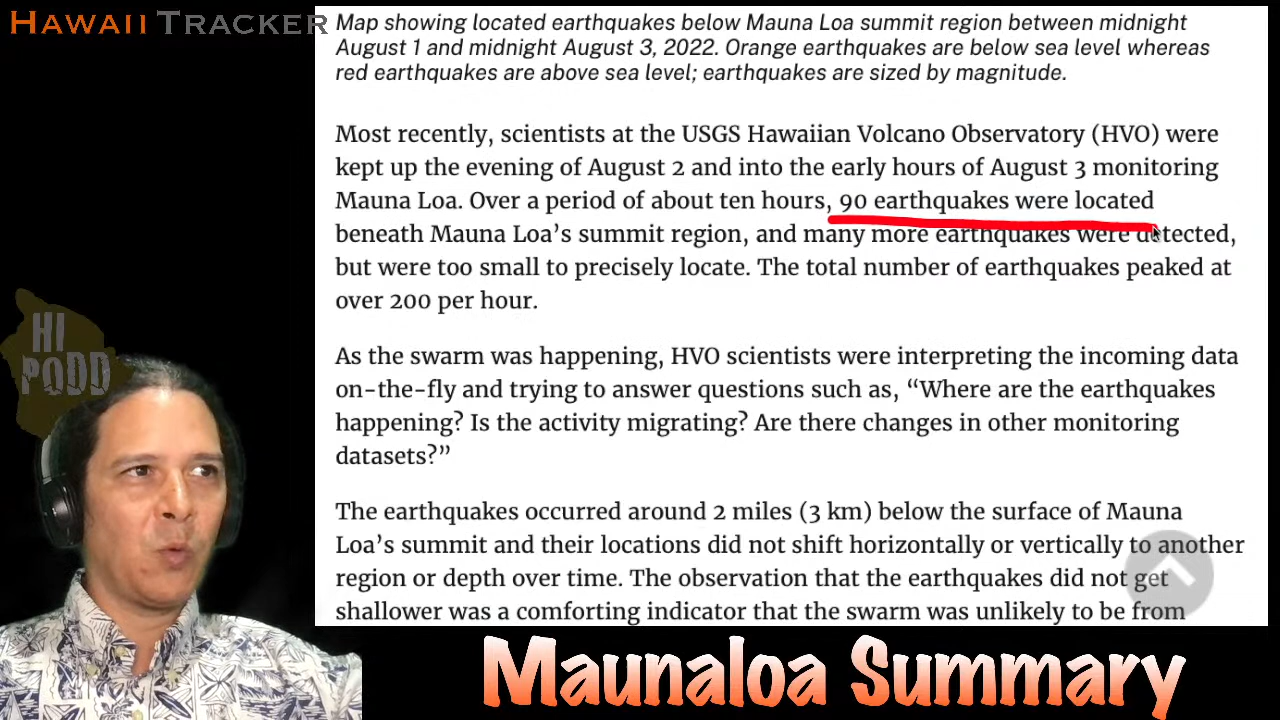 HAWAII TRACKER
Map showing located earthquakes below Mauna Loa summit region between midnight
August 1 and midnight August 3, 2022. Orange earthquakes are below sea level whereas
red earthquakes are above sea level; earthquakes are sized by magnitude.
Most recently, scientists at the USGS Hawaiian Volcano Observatory (HVO) were
kept up the evening of August 2 and into the early hours of August 3 monitoring
Mauna Loa. Over a period of about ten hours, 90 earthquakes were located
beneath Mauna Loa’s summit region, and many more earthquakes were detected,
but were too small to precisely locate. The total number of earthquakes peaked at
over 200 per hour.
As the swarm was happening, HVO scientists were interpreting the incoming data
on-the-fly and trying to answer questions such as, “Where are the earthquakes
happening? Is the activity migrating? Are there changes in other monitoring
datasets?”
The earthquakes occurred around 2 miles (3 km) below the surface of Mauna
Loa’s summit and their locations did not shift horizontally or vertically to another
region or depth over time. The observation that the earthquakes did not get
shallower was a comforting indicator that the swarm was unlikely to be from
HI
PODD
Maunaloa Summary